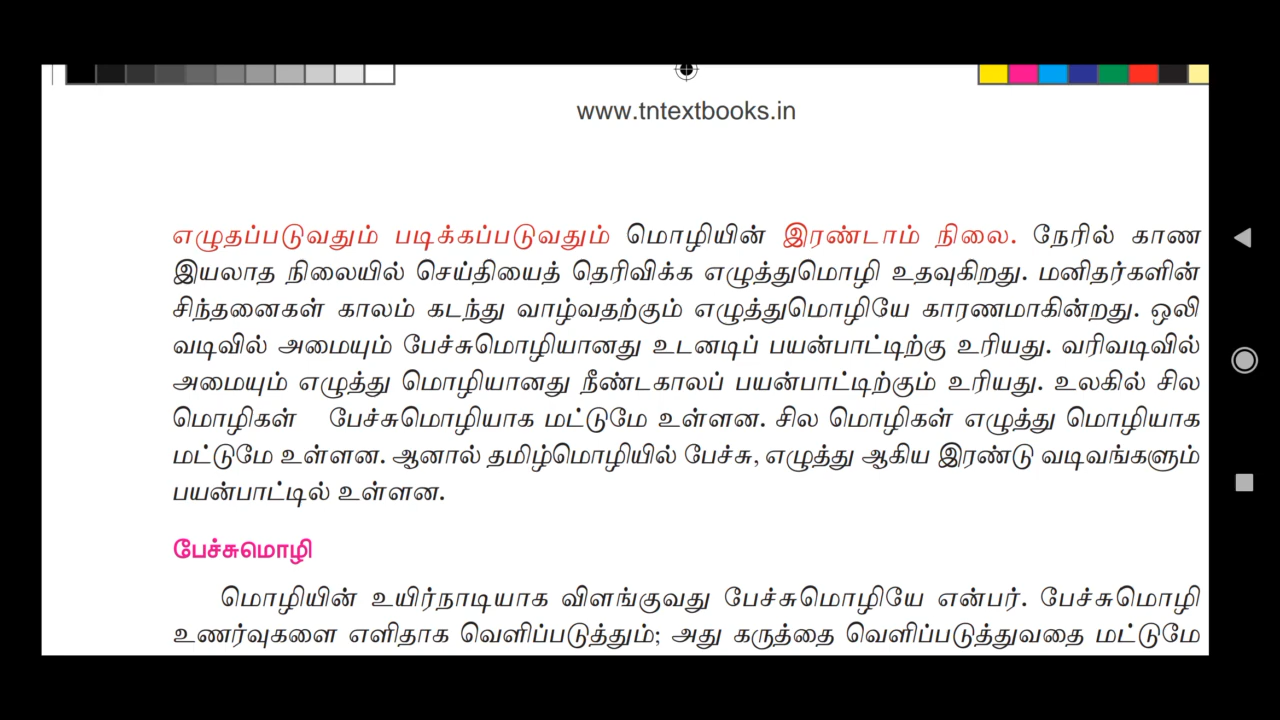 www.tntextbooks.in
எழுதப்படுவதும் படிக்கப்படுவதும் மொழியின் இரண்டாம் நிலை. நேரில் காண
இயலாத நிலையில் செய்தியைத் தெரிவிக்க எழுத்துமொழி உதவுகிறது. மனிதர்களின்
சிந்தனைகள் காலம் கடந்து வாழ்வதற்கும் எழுத்துமொழியே காரணமாகின்றது. ஒலி
வடிவில் அமையும் பேச்சுமொழியானது உடனடிப் பயன்பாட்டிற்கு உரியது. வரிவடிவில்
அமையும் எழுத்து மொழியானது நீண்டகாலப் பயன்பாட்டிற்கும் உரியது. உலகில் சில
மொழிகள் பேச்சுமொழியாக மட்டுமே உள்ளன. சில மொழிகள் எழுத்து மொழியாக
மட்டுமே உள்ளன. ஆனால் தமிழ்மொழியில் பேச்சு, எழுத்து ஆகிய இரண்டு வடிவங்களும்
பயன்பாட்டில் உள்ளன.
பேச்சுமொழி
மொழியின் உயிர்நாடியாக விளங்குவது பேச்சுமொழியே என்பர். பேச்சுமொழி
உணர்வுகளை எளிதாக வெளிப்படுத்தும்; அது கருத்தை வெளிப்படுத்துவதை மட்டுமே